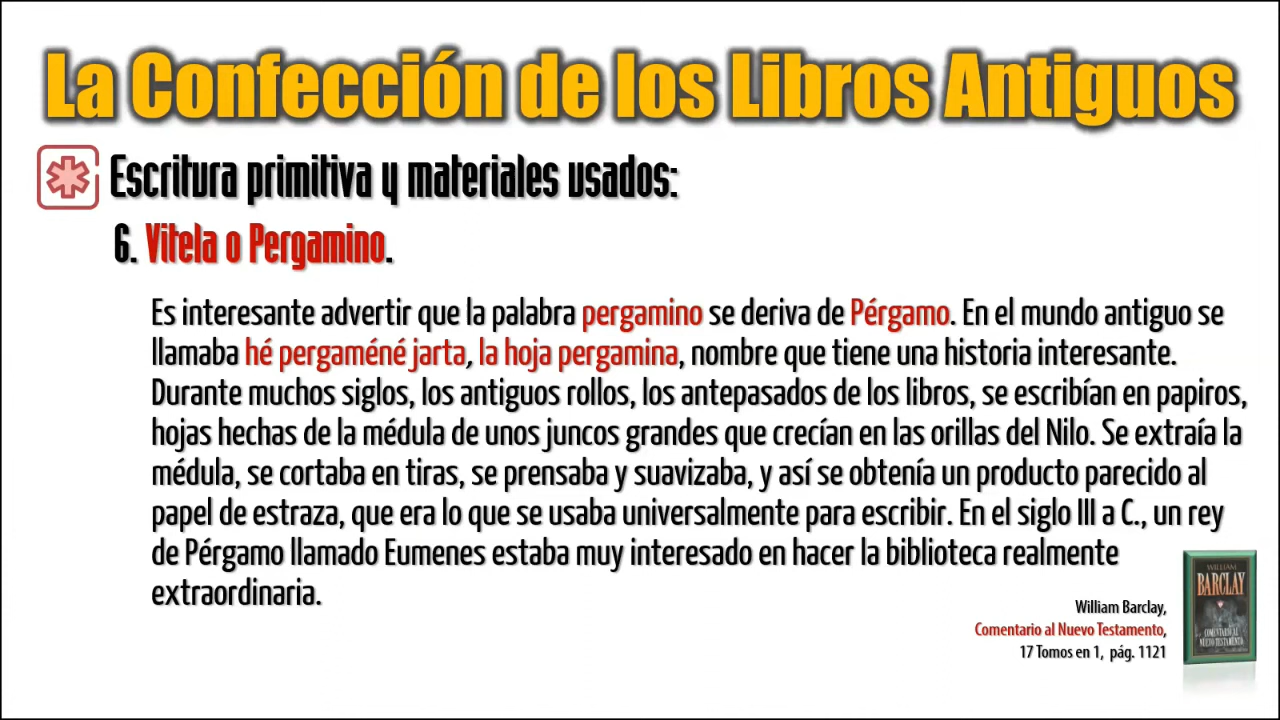 La Confección de los Libros Antiguos
Escritura primitiva y materiales usados:
6. Vitela o Pergamino.
Es interesante advertir que la palabra pergamino se deriva de Pérgamo. En el mundo antiguo se
llamaba hé pergaméné jarta, la hoja pergamina, nombre que tiene una historia interesante.
Durante muchos siglos, los antiguos rollos, los antepasados de los libros, se escribían en papiros,
hojas hechas de la médula de unos juncos grandes que crecían en las orillas del Nilo. Se extraía la
médula, se cortaba en tiras, se prensaba y suavizaba, y así se obtenía un producto parecido al
papel de estraza, que era lo que se usaba universalmente para escribir. En el siglo III a C., un rey
de Pérgamo llamado Eumenes estaba muy interesado en hacer la biblioteca realmente
extraordinaria.
William Barclay,
Comentario al Nuevo Testamento,
17 Tomos en 1, pág. 1121
WILLIAM
BARCLAY
COMENTARIO AL
NUEVO TESTAMENTO